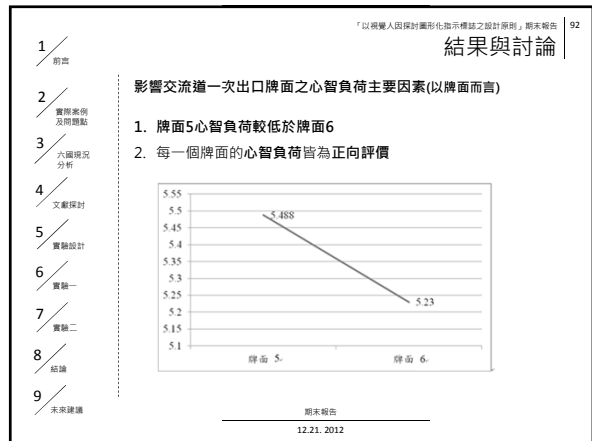 「以視覺人因探討圖形化指示標誌之設計原則」期末報告 92
結果與討論
1
前言
2
實際案例
及問題點
3
六國現況
分析
4
文獻探討
5
實驗設計
6
實驗一
7
實驗二
8
結論
9
未來建議
影響交流道一次出口牌面之心智負荷主要因素(以牌面而言)
1. 牌面5心智負荷較低於牌面6
2. 每一個牌面的心智負荷皆為正向評價
5.55
5.5
5.45
5.4
5.35
5.3
5.25
5.2
5.15
5.1
5.488
5.23
牌面 5
牌面 6
期末報告
12.21. 2012